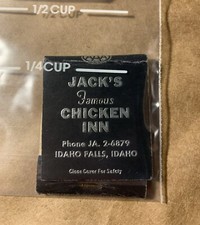 1/2 CUP
1/4 CUP
JACK'S
Famous
CHICKEN
INN
Phone JA. 2-6879
IDAHO FALLS, IDAHO
Close Cover For Safety